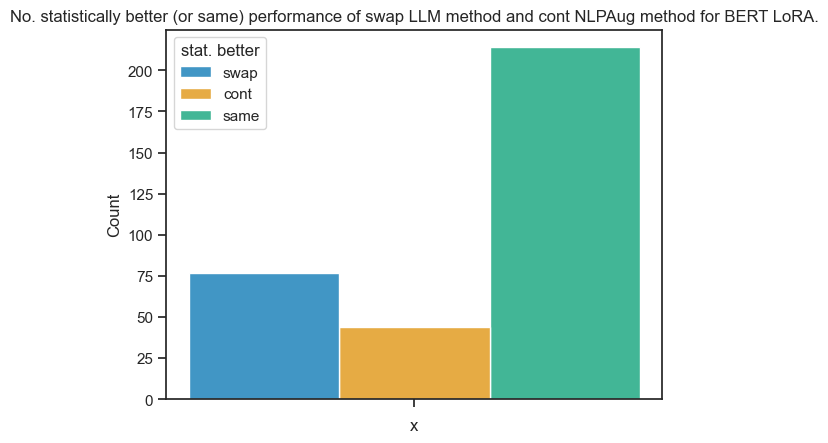 No. statistically better (or same) performance of swap LLM method and cont NLPAug method for BERT LoRA.
stat. better
swap
cont
same
200
175
150
125
100
75
50
25
0
Count
x